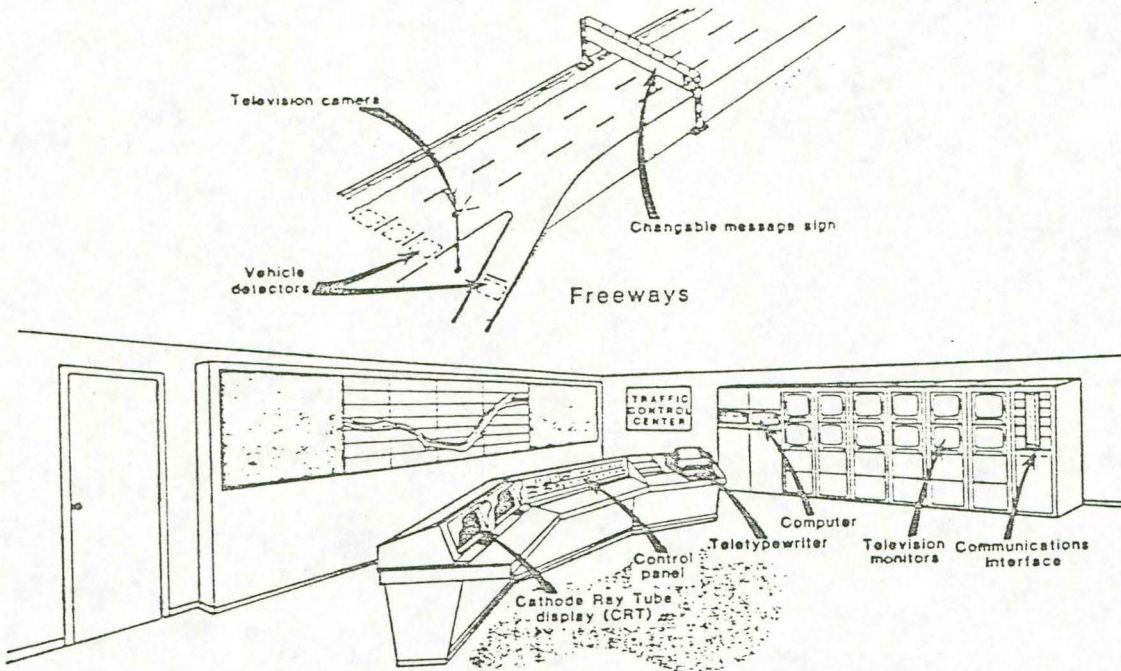 Television camera
Changable message sign
Vehicle
detectors
Freeways
TRAFFIC
CONTROL
CENTER
Computer
Teletypewriter
Television
monitors
Communications
Interface
Control
panel
Cathode Ray Tube
display (CRT)